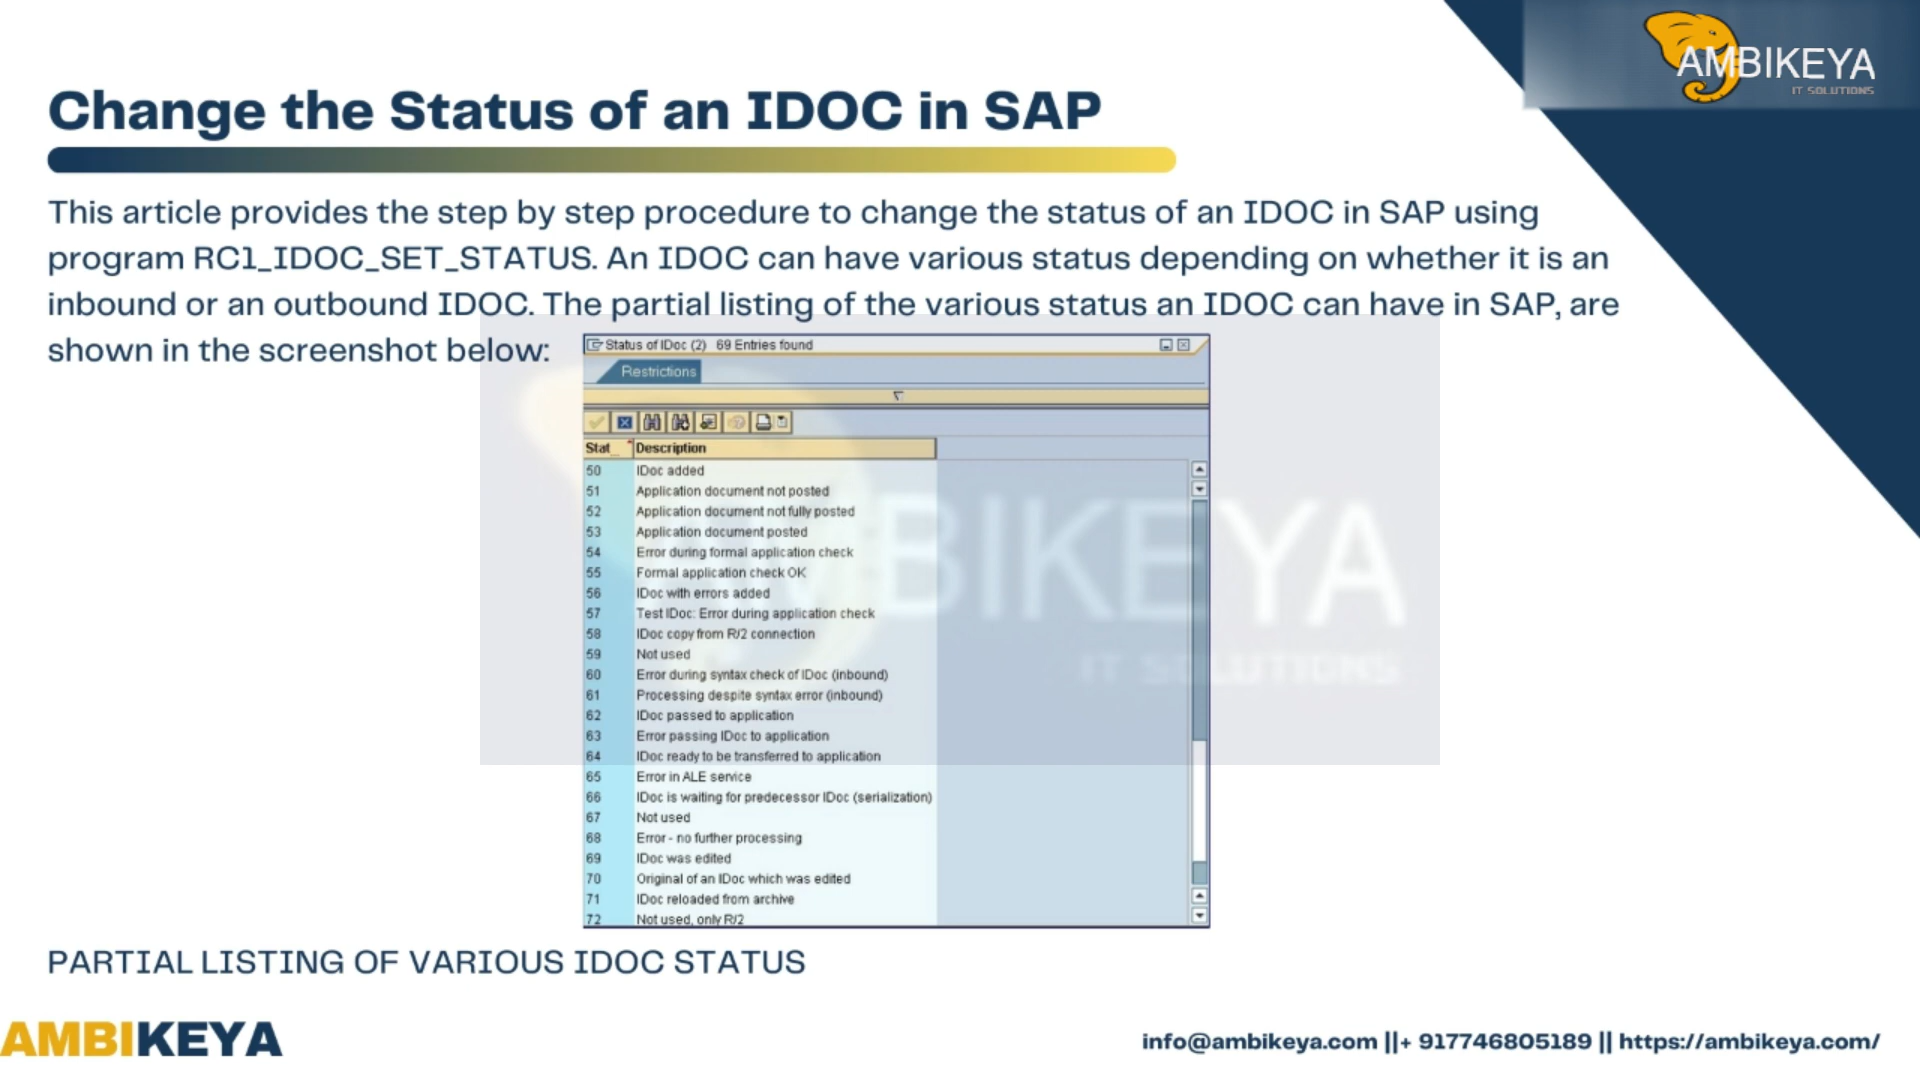 AMBIKEYA
IT SOLUTIONS
Change the Status of an IDOC in SAP
This article provides the step by step procedure to change the status of an IDOC in SAP using
program RC1_IDOC_SET_STATUS. An IDOC can have various status depending on whether it is an
inbound or an outbound IDOC. The partial listing of the various status an IDOC can have in SAP, are
shown in the screenshot below:
Status of IDoc (2) 69 Entries found
Restrictions
Stat_ Description
50 IDoc added
51 Application document not posted
52 Application document not fully posted
53 Application document posted
54 Error during formal application check
55 Formal application check OK
56 IDoc with errors added
57 Test IDoc: Error during application check
58 IDoc copy from R/2 connection
59 Not used
60 Error during syntax check of IDoc (inbound)
61 Processing despite syntax error (inbound)
62 IDoc passed to application
63 Error passing IDoc to application
64 IDoc ready to be transferred to application
65 Error in ALE service
66 IDoc is waiting for predecessor IDoc (serialization)
67 Not used
68 Error - no further processing
69 IDoc was edited
70 Original of an IDoc which was edited
71 IDoc reloaded from archive
72 Not used, only R/2
AMBIKEYA
IT SOLUTIONS
PARTIAL LISTING OF VARIOUS IDOC STATUS
AMBIKEYA
info@ambikeya.com ||+ 917746805189 || https://ambikeya.com/